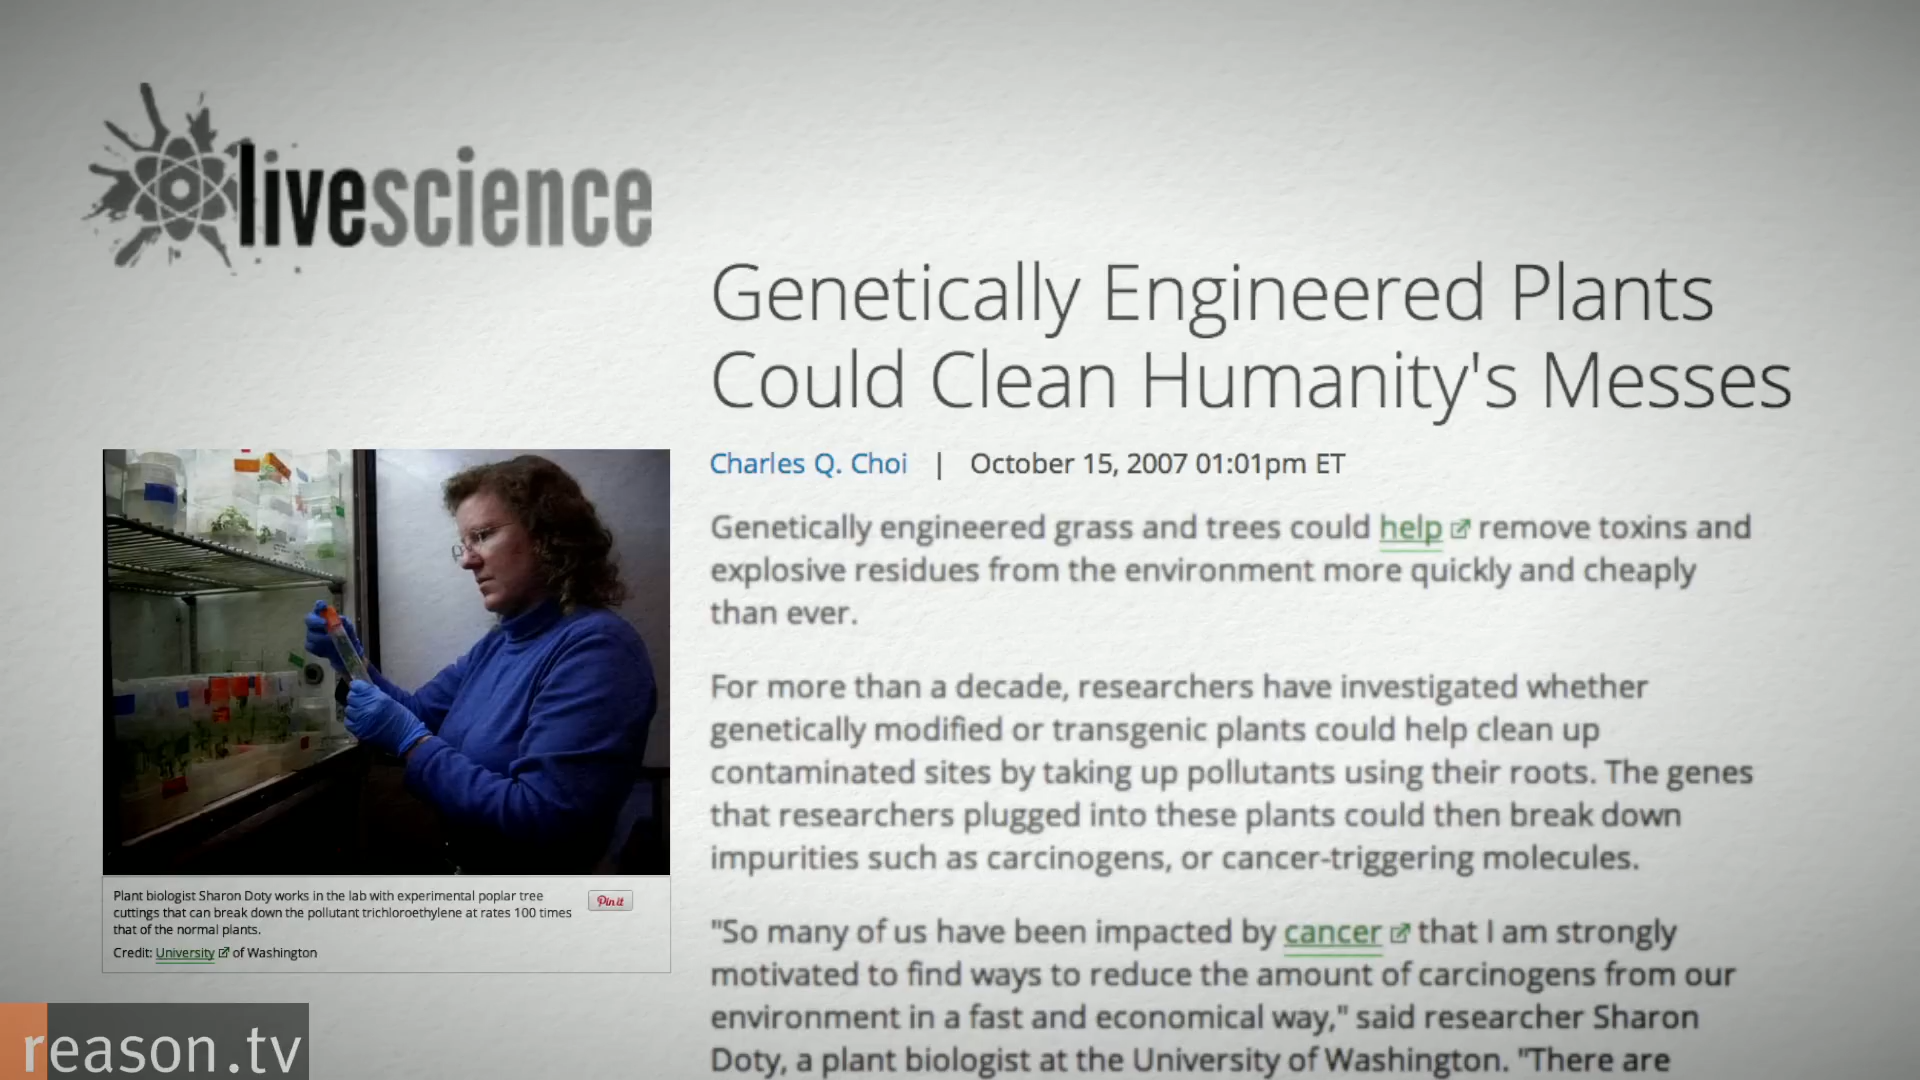 livescience
Genetically Engineered Plants
Could Clean Humanity's Messes
Charles Q. Choi | October 15, 2007 01:01pm ET
Genetically engineered grass and trees could help remove toxins and
explosive residues from the environment more quickly and cheaply
than ever.
For more than a decade, researchers have investigated whether
genetically modified or transgenic plants could help clean up
contaminated sites by taking up pollutants using their roots. The genes
that researchers plugged into these plants could then break down
impurities such as carcinogens, or cancer-triggering molecules.
"So many of us have been impacted by cancer that I am strongly
motivated to find ways to reduce the amount of carcinogens from our
environment in a fast and economical way," said researcher Sharon
Doty, a plant biologist at the University of Washington. "There are
Plant biologist Sharon Doty works in the lab with experimental poplar tree
cuttings that can break down the pollutant trichloroethylene at rates 100 times
that of the normal plants.
Pin it
Credit: University of Washington
reason.tv